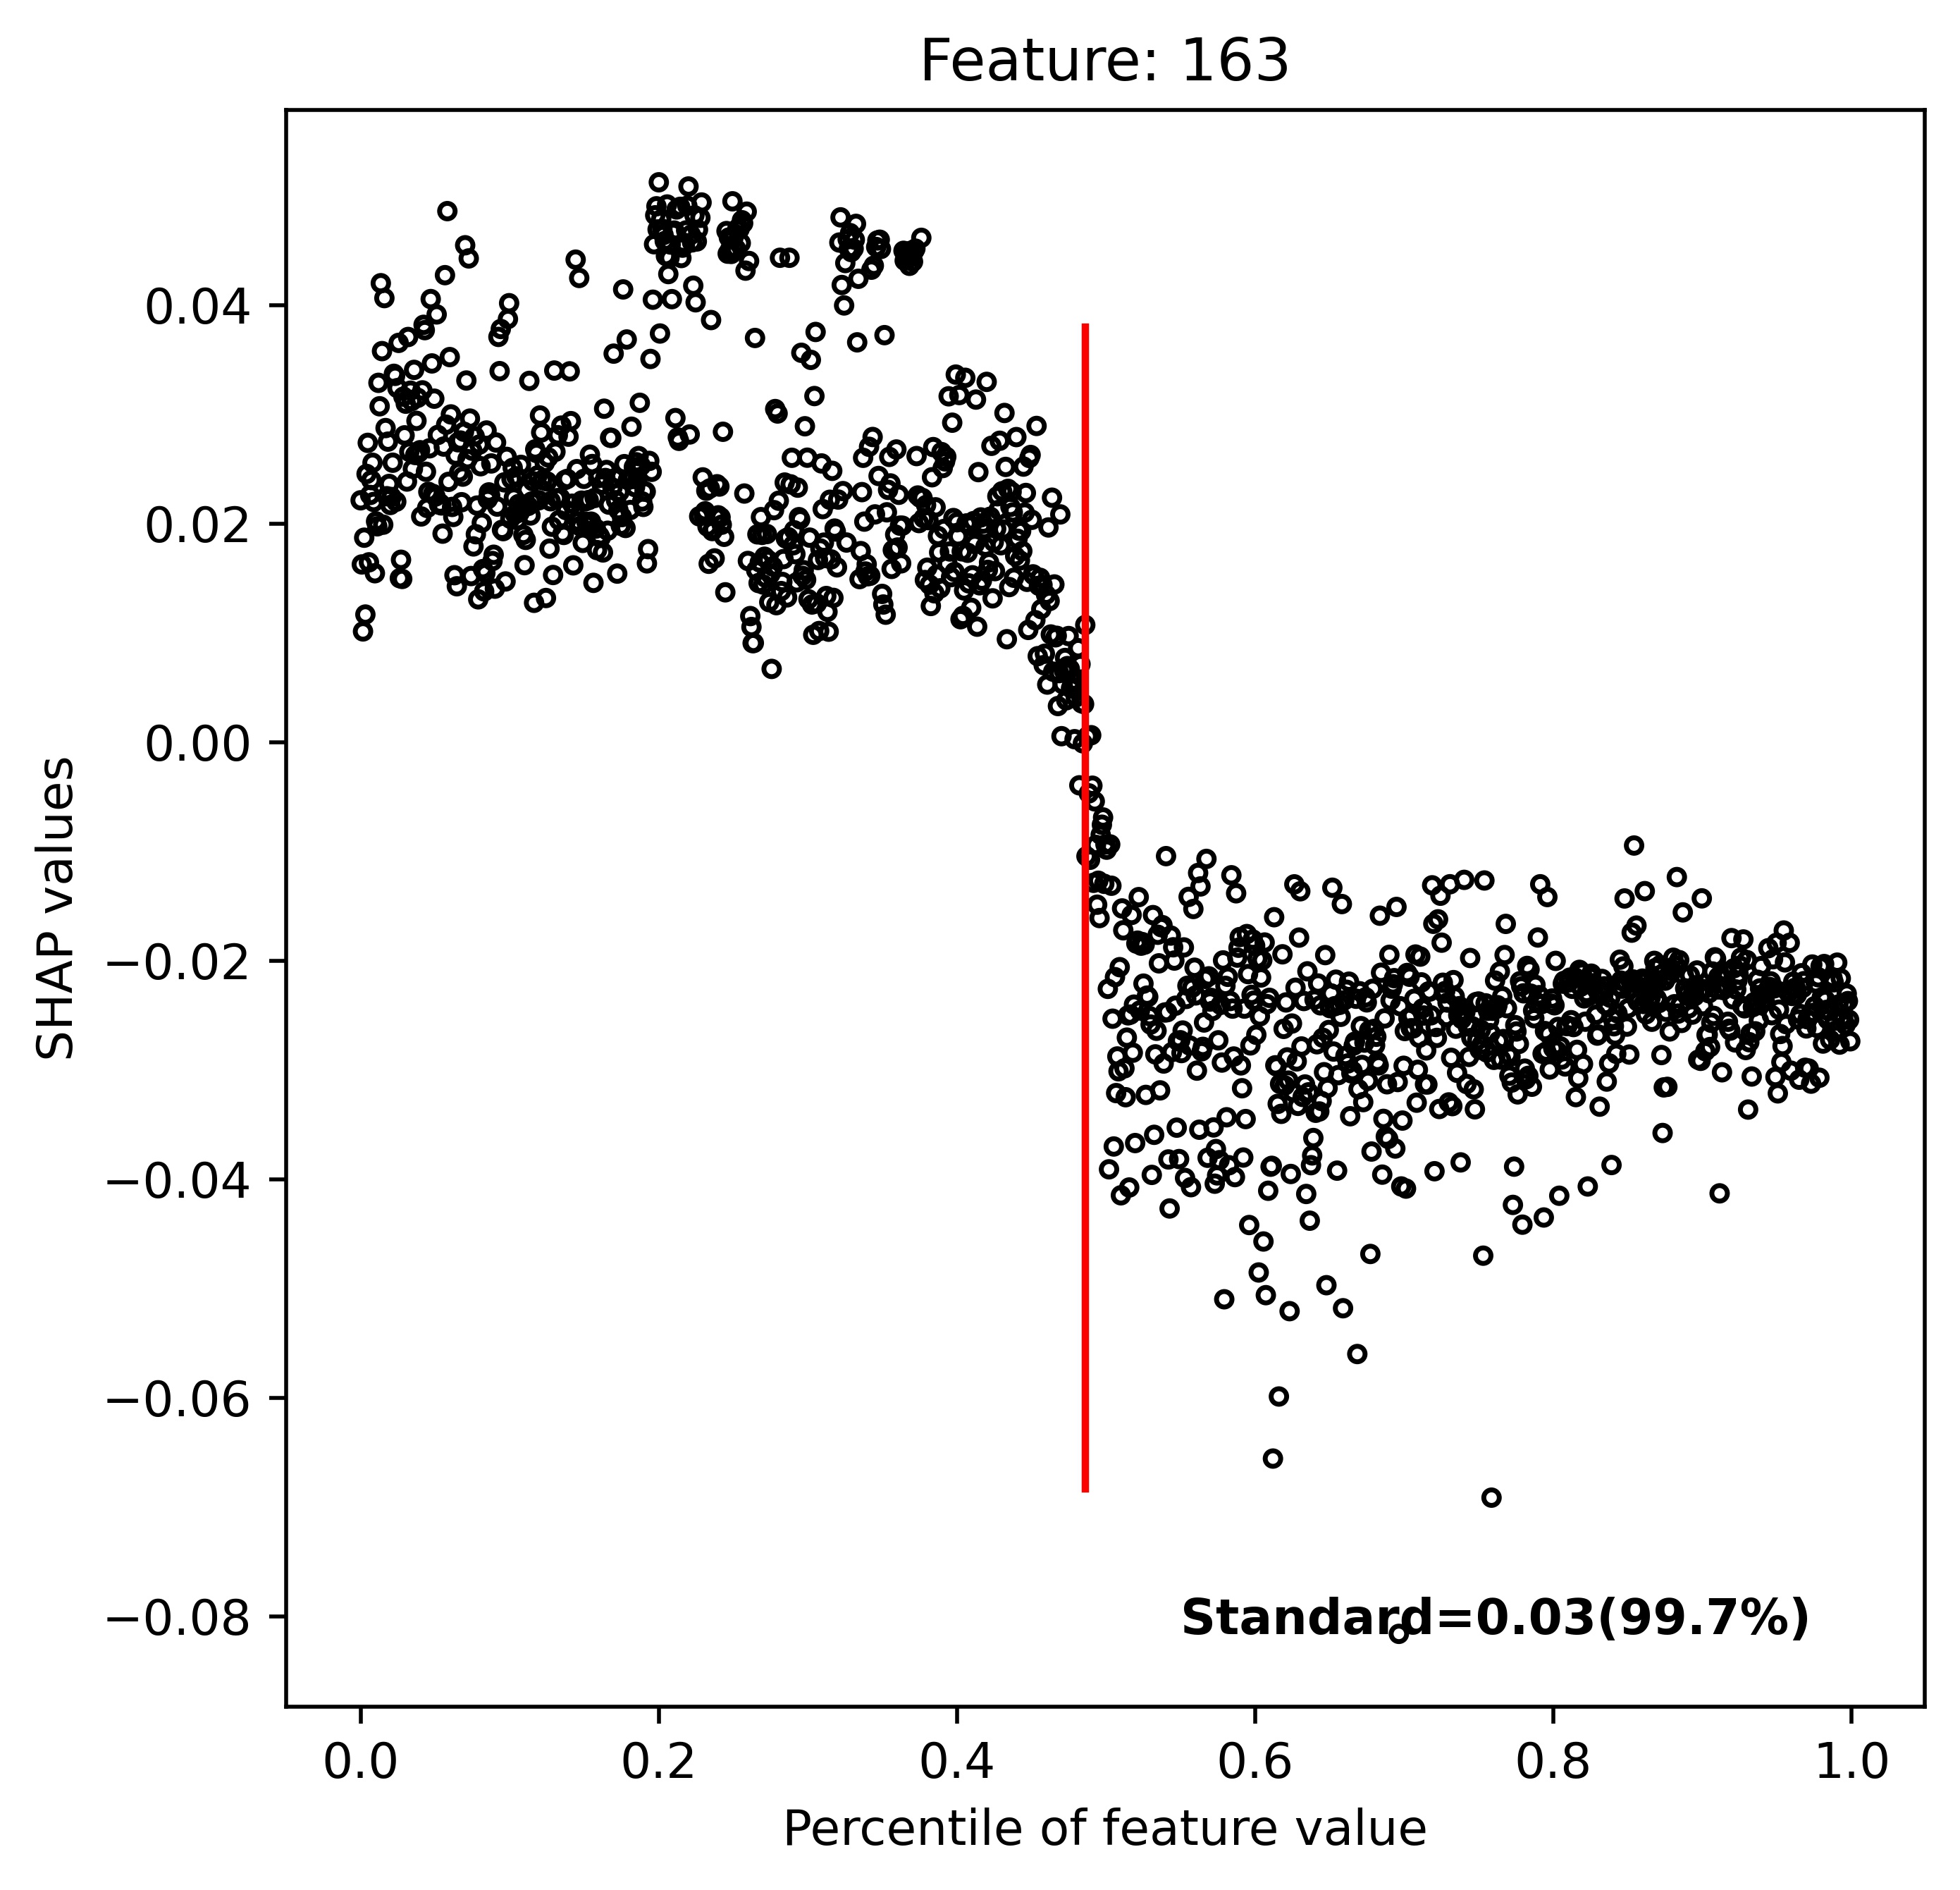 Feature: 163
SHAP values
0.04
0.02
0.00
−0.02
−0.04
−0.06
−0.08
Standard=0.03(99.7%)
0.0 0.2 0.4 0.6 0.8 1.0
Percentile of feature value